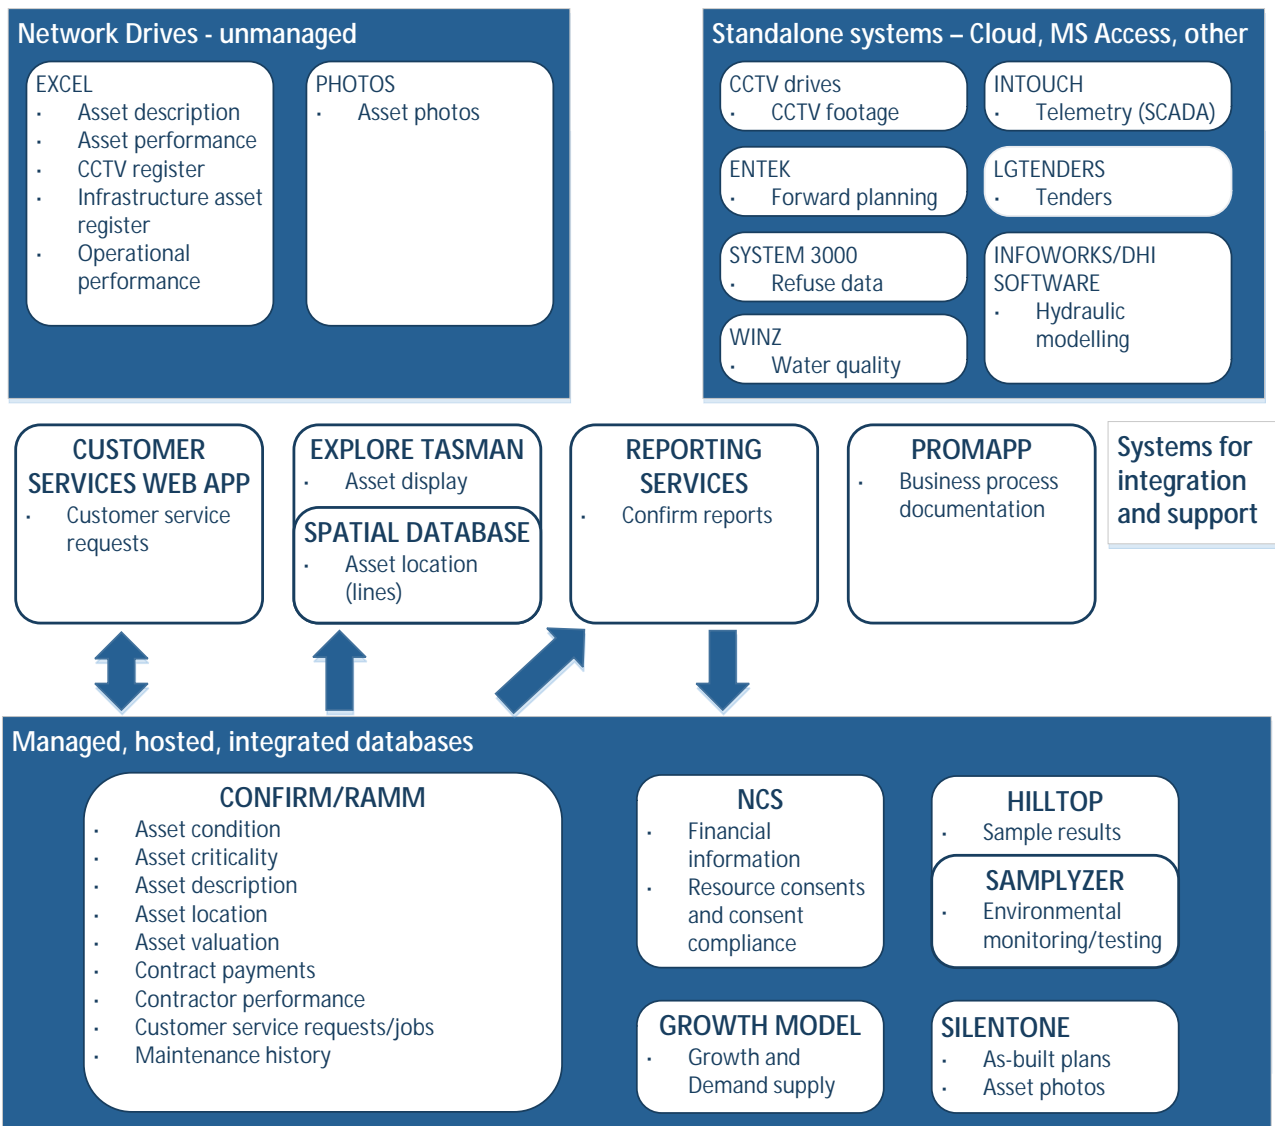 Network Drives - unmanaged
EXCEL
· Asset description
· Asset performance
· CCTV register
· Infrastructure asset
register
· Operational
performance
PHOTOS
· Asset photos
Standalone systems – Cloud, MS Access, other
CCTV drives
· CCTV footage
ENTEK
· Forward planning
SYSTEM 3000
· Refuse data
WINZ
· Water quality
INTOUCH
· Telemetry (SCADA)
LGTENDERS
· Tenders
INFOWORKS/DHI
SOFTWARE
· Hydraulic
modelling
CUSTOMER
SERVICES WEB APP
· Customer service
requests
EXPLORE TASMAN
· Asset display
SPATIAL DATABASE
· Asset location
(lines)
REPORTING
SERVICES
· Confirm reports
PROMAPP
· Business process
documentation
Systems for
integration
and support
Managed, hosted, integrated databases
CONFIRM/RAMM
· Asset condition
· Asset criticality
· Asset description
· Asset location
· Asset valuation
· Contract payments
· Contractor performance
· Customer service requests/jobs
· Maintenance history
NCS
· Financial
information
· Resource consents
and consent
compliance
HILLTOP
· Sample results
SAMPLYZER
· Environmental
monitoring/testing
GROWTH MODEL
· Growth and
Demand supply
SILENTONE
· As-built plans
· Asset photos